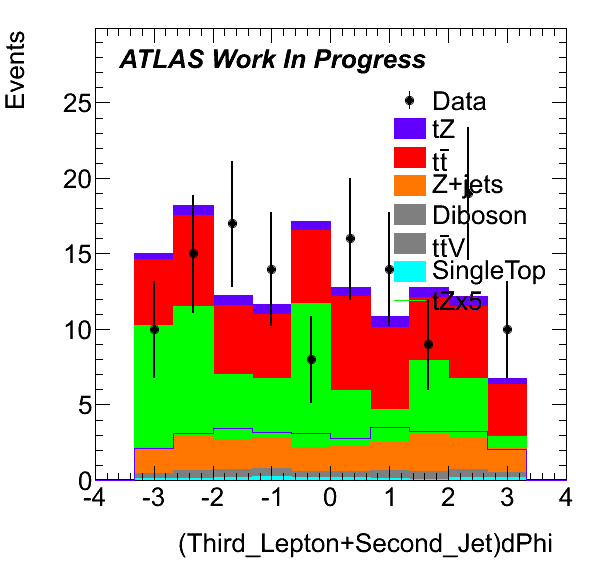 Events
ATLAS Work In Progress
25
20
15
10
5
0
Data
tZ
tt̄
Z+jets
Diboson
tt̄V
SingleTop
tZx5
-4 -3 -2 -1 0 1 2 3 4
(Third_Lepton+Second_Jet)dPhi